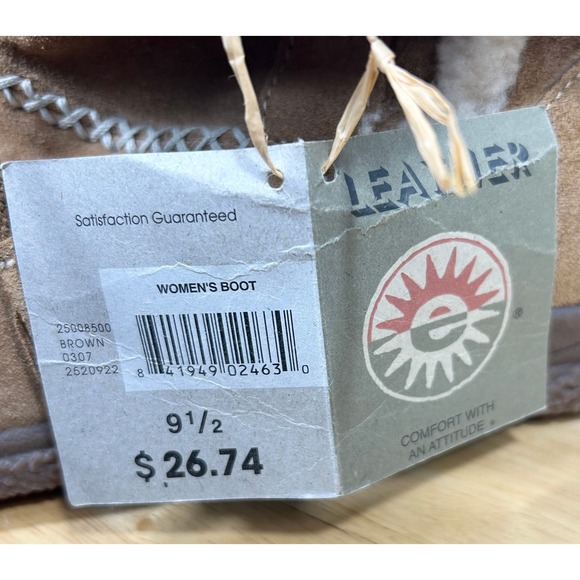 Satisfaction Guaranteed
WOMEN'S BOOT
25008500
BROWN
0307
2520922
8 41949 02463 0
9 1/2
$ 26.74
LEATHER
e
®
COMFORT WITH
AN ATTITUDE